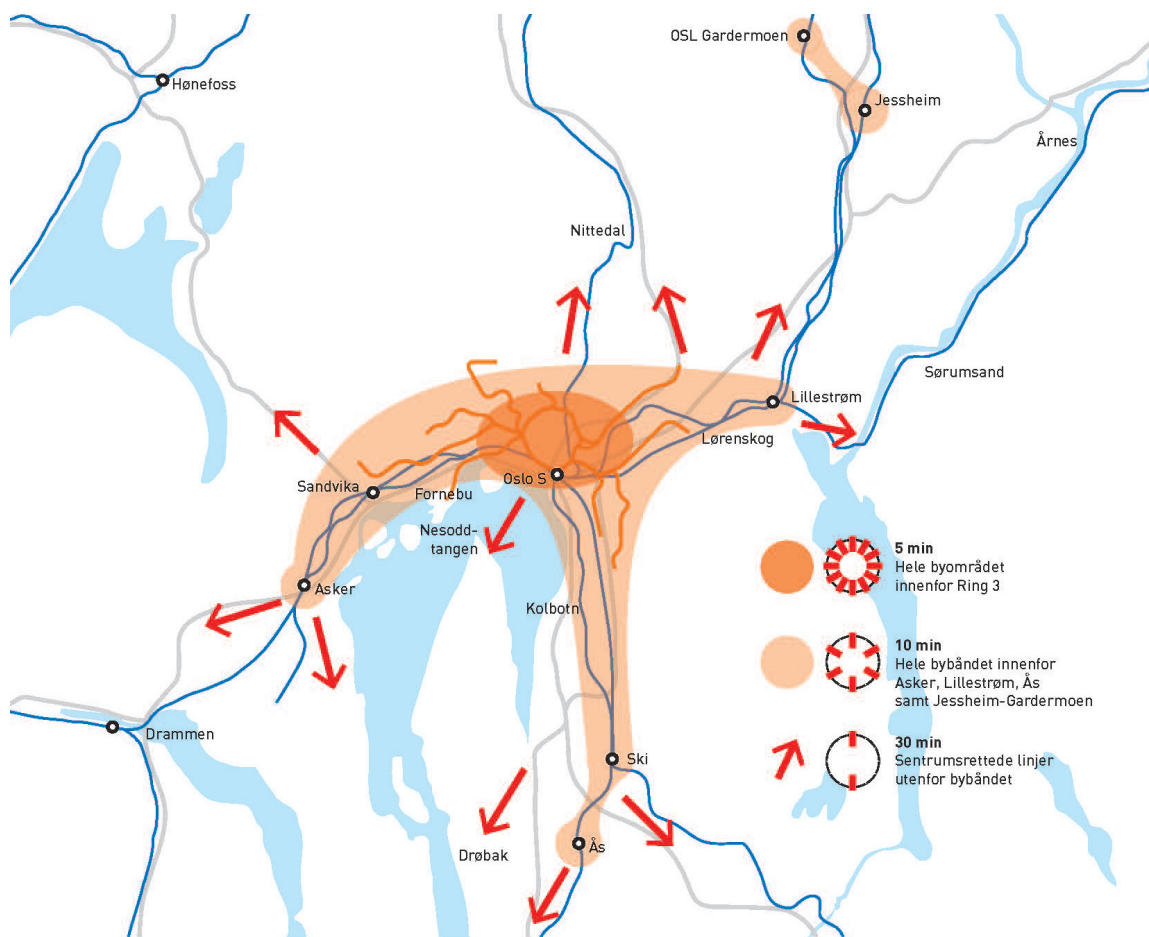 OSL Gardermoen
Hønefoss
Jessheim
Årnes
Nittedal
Sørumsand
Lillestrøm
Lørenskog
Sandvika
Fornebu
Oslo S
Nesodd-
tangen
Asker
Kolbotn
Drammen
Ski
Drøbak
Ås
5 min
Hele byområdet
innenfor Ring 3
10 min
Hele bybåndet innenfor
Asker, Lillestrøm, Ås
samt Jessheim-Gardermoen
30 min
Sentrumsrettede linjer
utenfor bybåndet